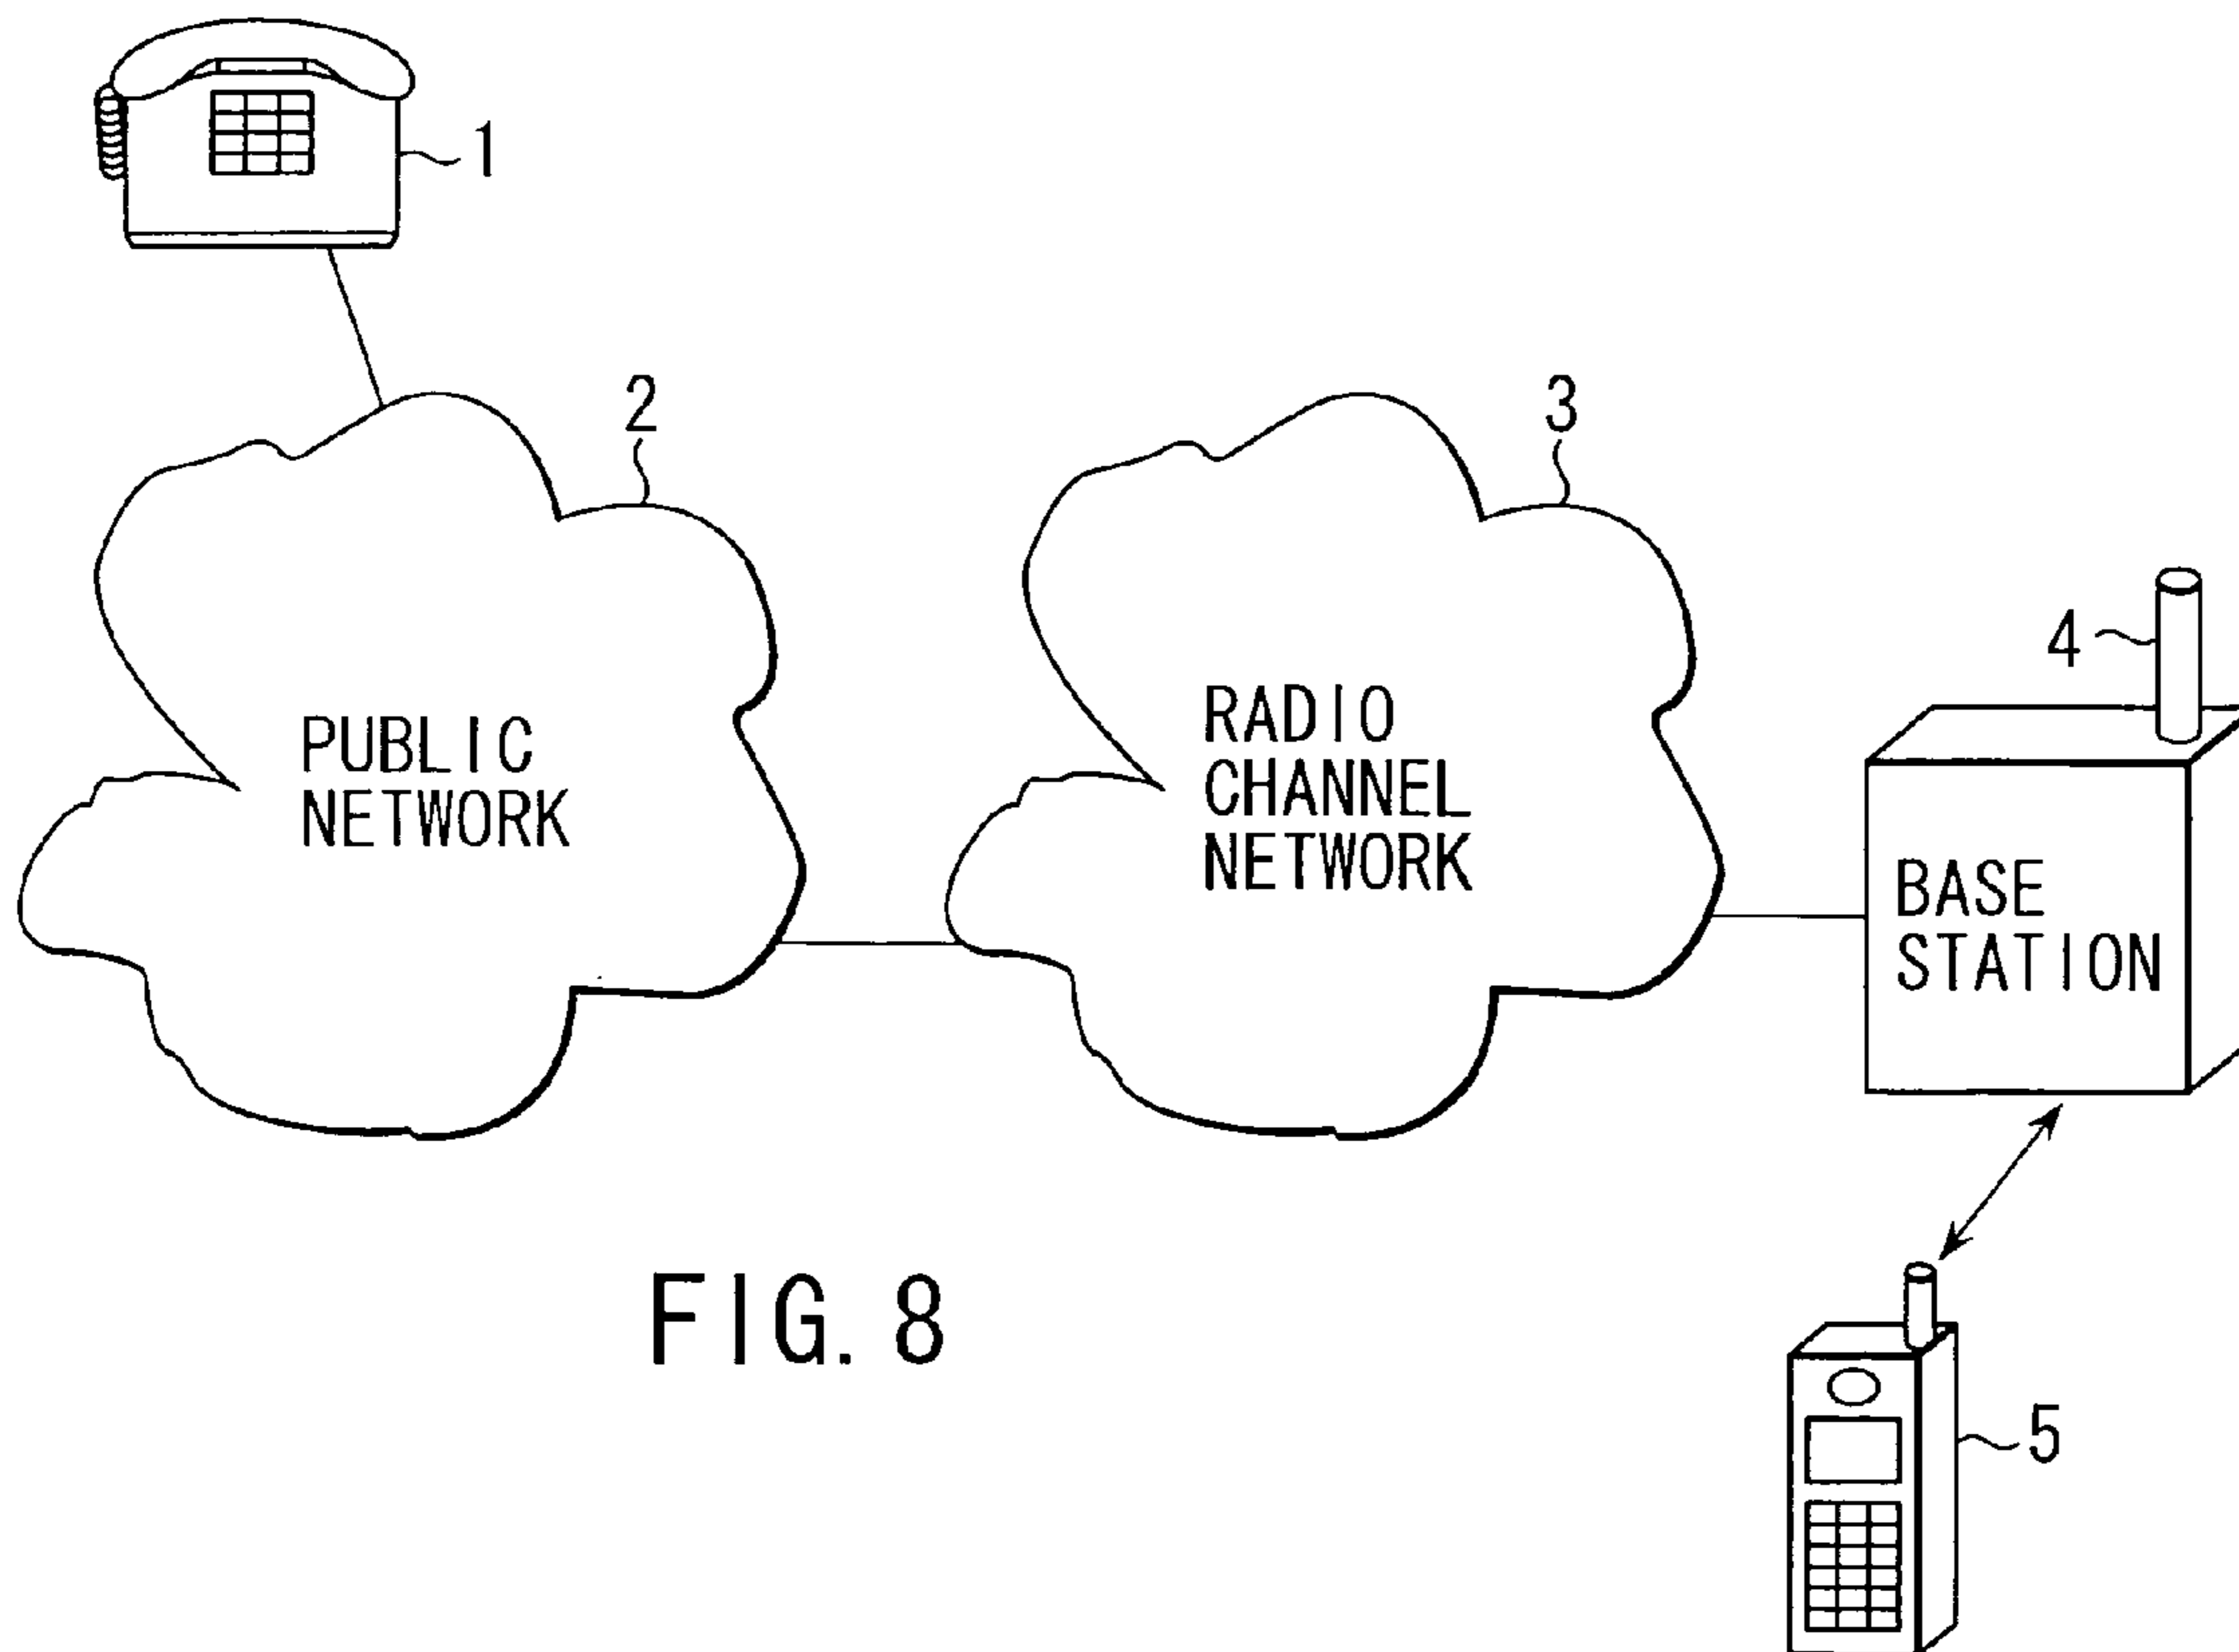 1
2
3
4
PUBLIC
NETWORK
RADIO
CHANNEL
NETWORK
BASE
STATION
FIG. 8
5